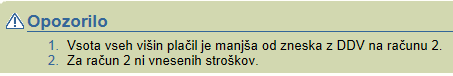 Opozorilo
1. Vsota vseh višin plačil je manjša od zneska z DDV na računu 2.
2. Za račun 2 ni vnesenih stroškov.